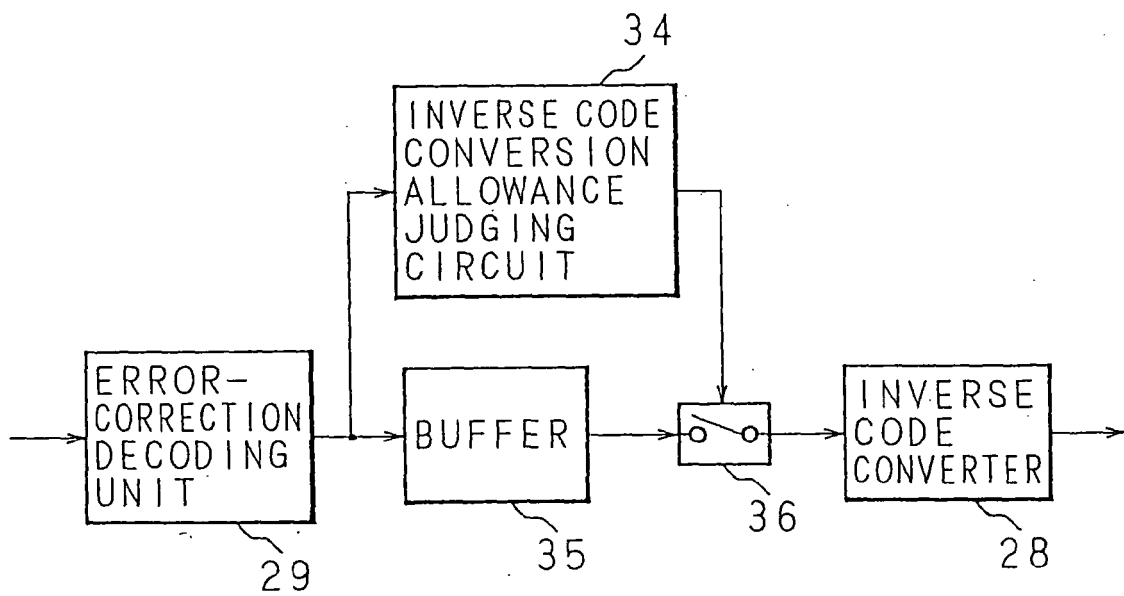 34
INVERSE CODE
CONVERSION
ALLOWANCE
JUDGING
CIRCUIT
ERROR-
CORRECTION
DECODING
UNIT
29
BUFFER
35
36
INVERSE
CODE
CONVERTER
28